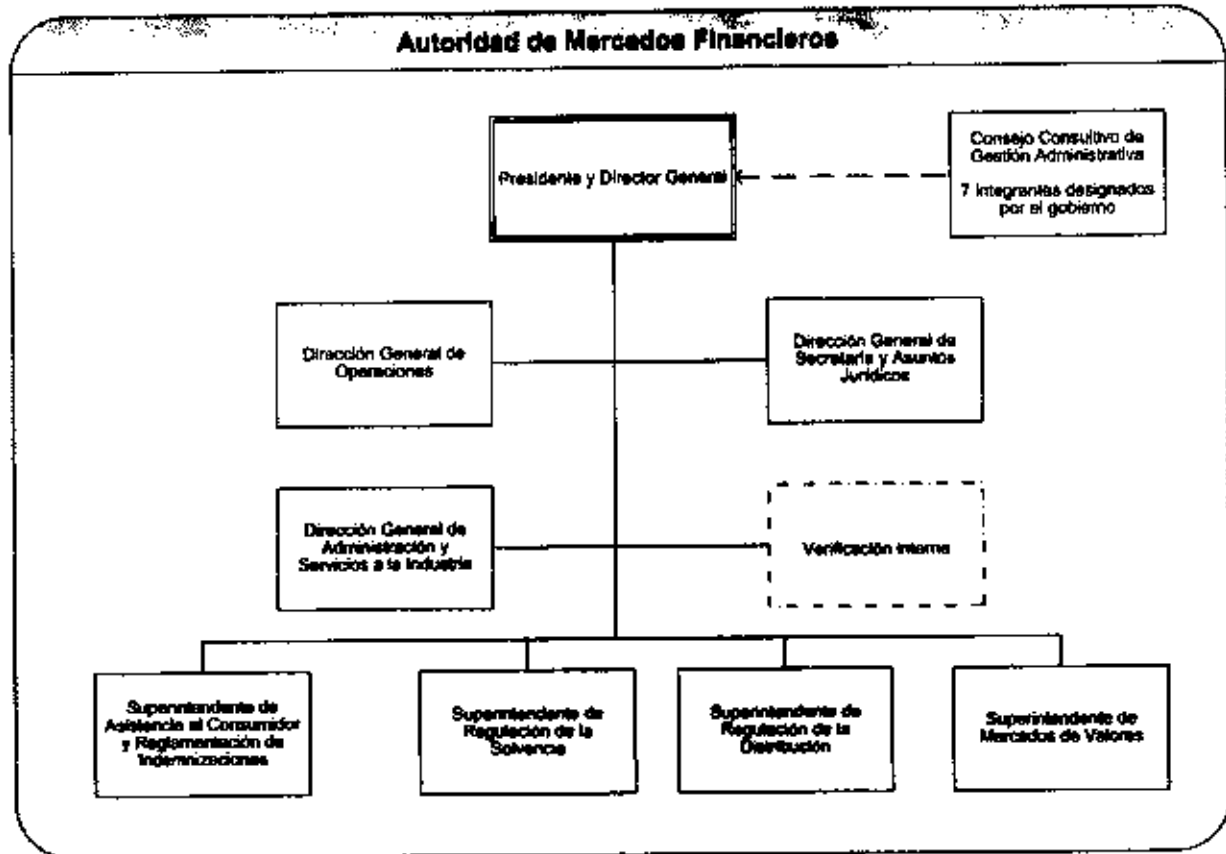 Autoridad de Mercados Financieros
Presidente y Director General
Consejo Consultivo de
Gestión Administrativa
7 integrantes designados
por el gobierno
Dirección General de
Operaciones
Dirección General de
Secretaría y Asuntos
Jurídicos
Dirección General de
Administración y
Servicios a la Industria
Verificación Interna
Superintendente de
Asistencia al Consumidor
y Reglamentación de
Indemnizaciones
Superintendente de
Regulación de la
Solvencia
Superintendente de
Regulación de la
Distribución
Superintendente de
Mercados de Valores